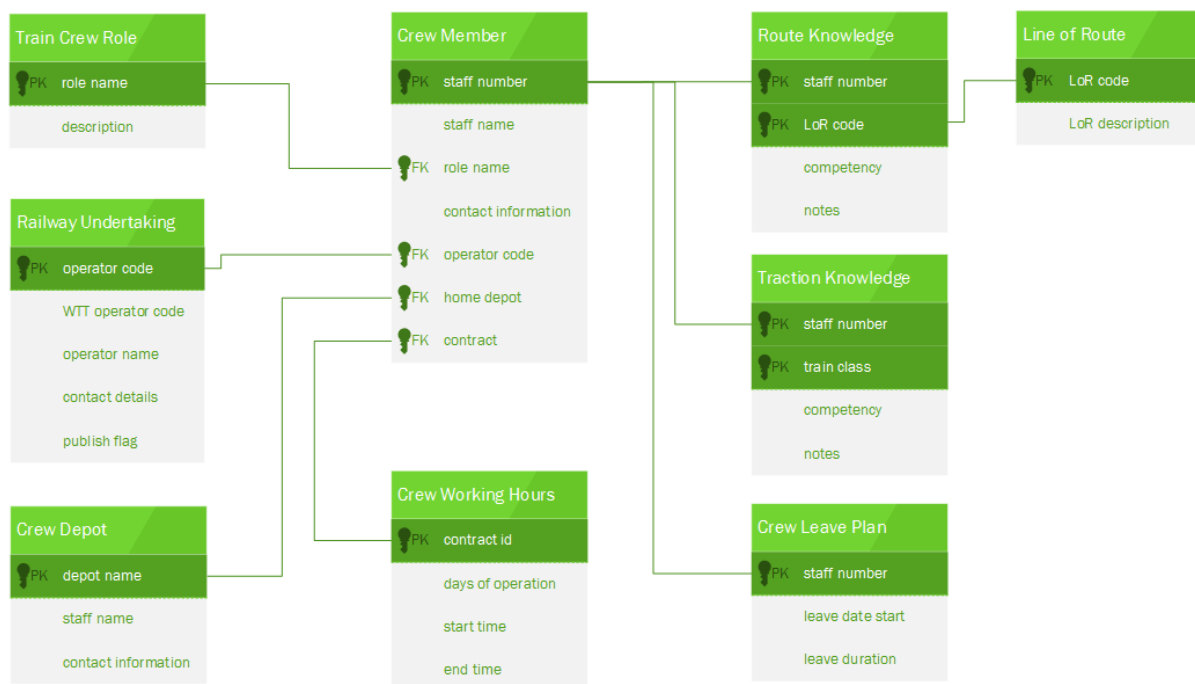 Train Crew Role
PK role name
description
Railway Undertaking
PK operator code
WTT operator code
operator name
contact details
publish flag
Crew Depot
PK depot name
staff name
contact information
Crew Member
PK staff number
staff name
FK role name
contact information
FK operator code
FK home depot
FK contract
Crew Working Hours
PK contract id
days of operation
start time
end time
Route Knowledge
PK staff number
PK LoR code
competency
notes
Traction Knowledge
PK staff number
PK train class
competency
notes
Crew Leave Plan
PK staff number
leave date start
leave duration
Line of Route
PK LoR code
LoR description